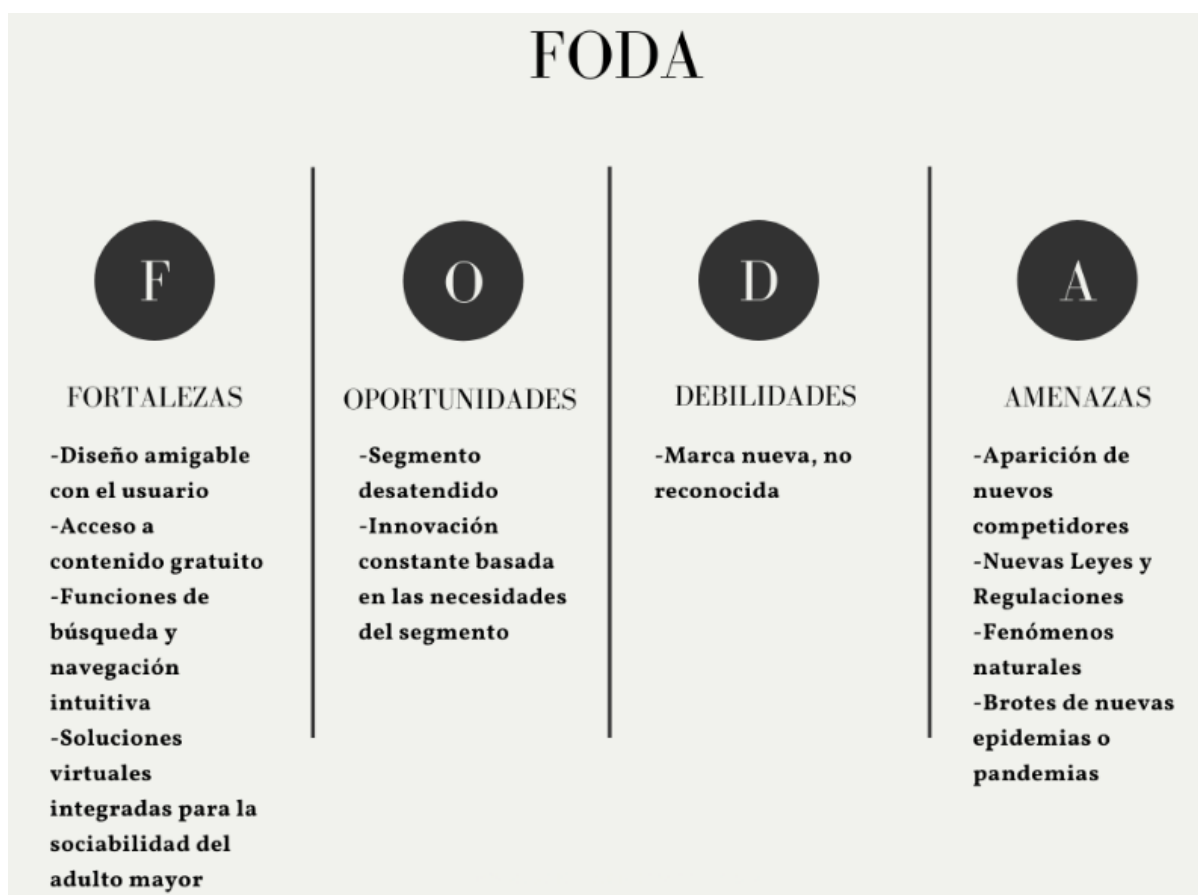 FODA
F
FORTALEZAS
-Diseño amigable
con el usuario
-Acceso a
contenido gratuito
-Funciones de
búsqueda y
navegación
intuitiva
-Soluciones
virtuales
integradas para la
sociabilidad del
adulto mayor
O
OPORTUNIDADES
-Segmento
desatendido
-Innovación
constante basada
en las necesidades
del segmento
D
DEBILIDADES
-Marca nueva, no
reconocida
A
AMENAZAS
-Aparición de
nuevos
competidores
-Nuevas Leyes y
Regulaciones
-Fenómenos
naturales
-Brotes de nuevas
epidemias o
pandemias